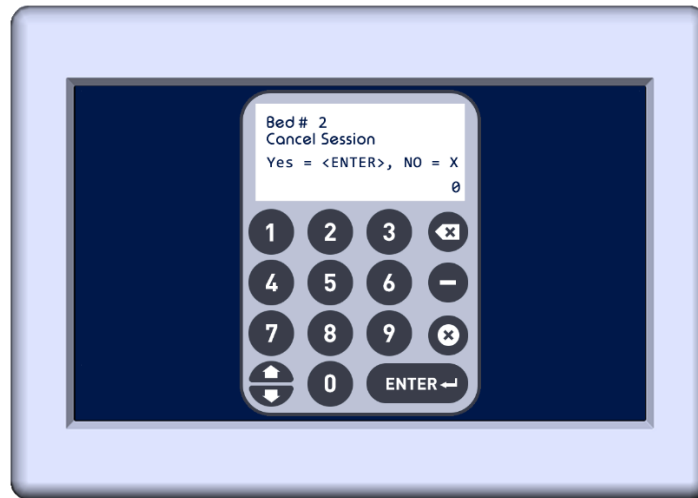 Bed # 2
Cancel Session
Yes = <ENTER>, NO = X
0
1 2 3
4 5 6 –
7 8 9
0 ENTER